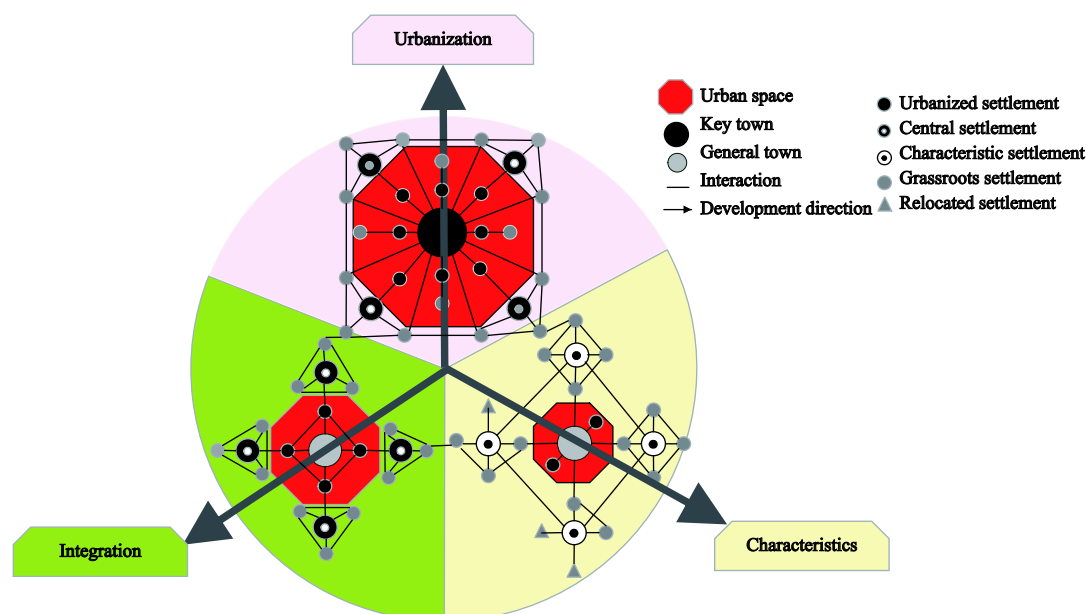 Urbanization
Urban space
Key town
General town
Interaction
Development direction
Urbanized settlement
Central settlement
Characteristic settlement
Grassroots settlement
Relocated settlement
Integration
Characteristics